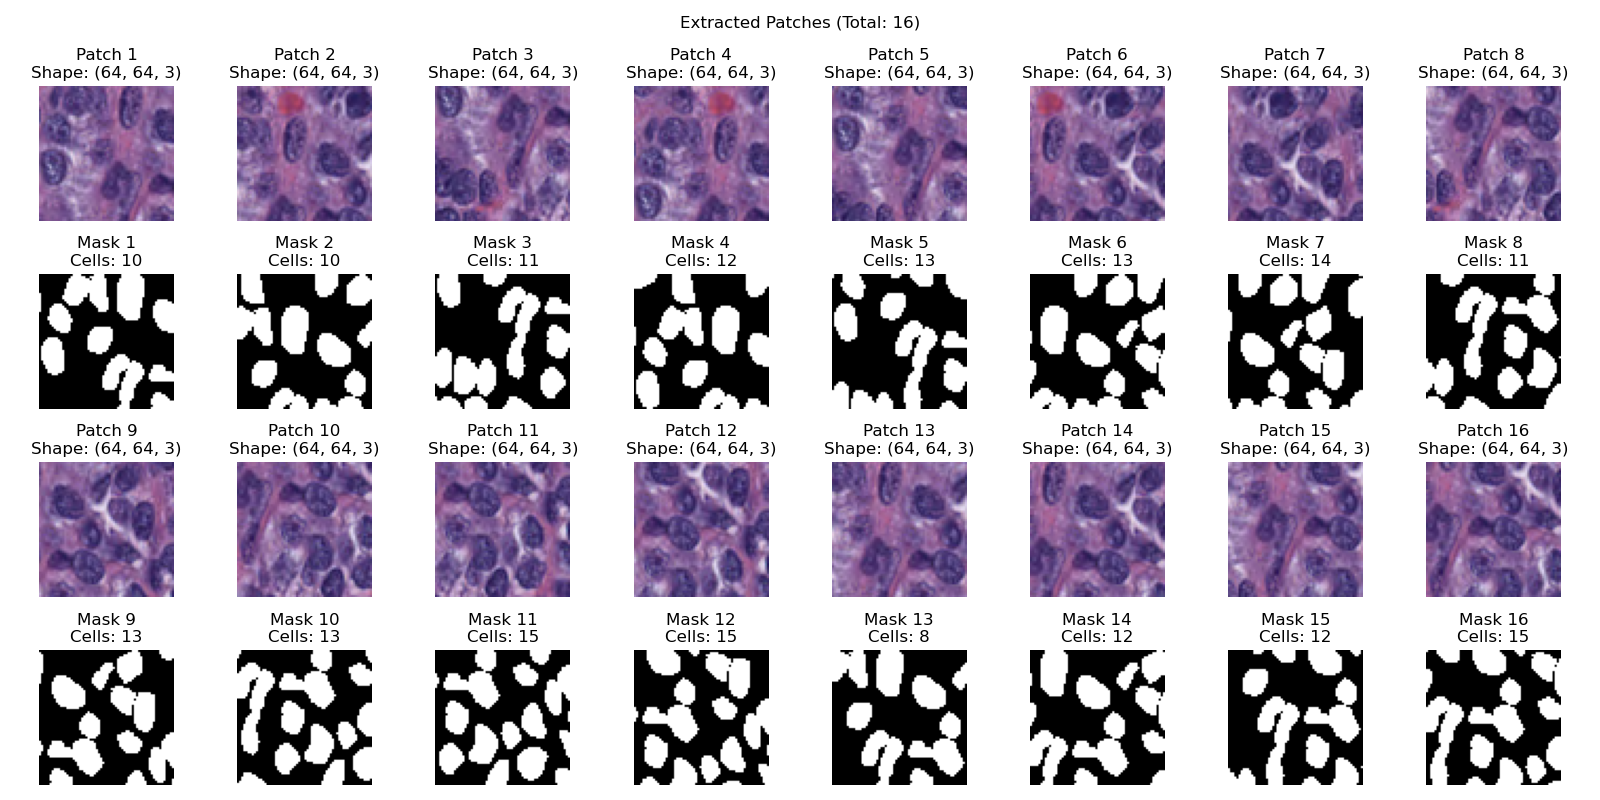 Extracted Patches (Total: 16)
Patch 1
Shape: (64, 64, 3)
Patch 2
Shape: (64, 64, 3)
Patch 3
Shape: (64, 64, 3)
Patch 4
Shape: (64, 64, 3)
Patch 5
Shape: (64, 64, 3)
Patch 6
Shape: (64, 64, 3)
Patch 7
Shape: (64, 64, 3)
Patch 8
Shape: (64, 64, 3)
Mask 1
Cells: 10
Mask 2
Cells: 10
Mask 3
Cells: 11
Mask 4
Cells: 12
Mask 5
Cells: 13
Mask 6
Cells: 13
Mask 7
Cells: 14
Mask 8
Cells: 11
Patch 9
Shape: (64, 64, 3)
Patch 10
Shape: (64, 64, 3)
Patch 11
Shape: (64, 64, 3)
Patch 12
Shape: (64, 64, 3)
Patch 13
Shape: (64, 64, 3)
Patch 14
Shape: (64, 64, 3)
Patch 15
Shape: (64, 64, 3)
Patch 16
Shape: (64, 64, 3)
Mask 9
Cells: 13
Mask 10
Cells: 13
Mask 11
Cells: 15
Mask 12
Cells: 15
Mask 13
Cells: 8
Mask 14
Cells: 12
Mask 15
Cells: 12
Mask 16
Cells: 15